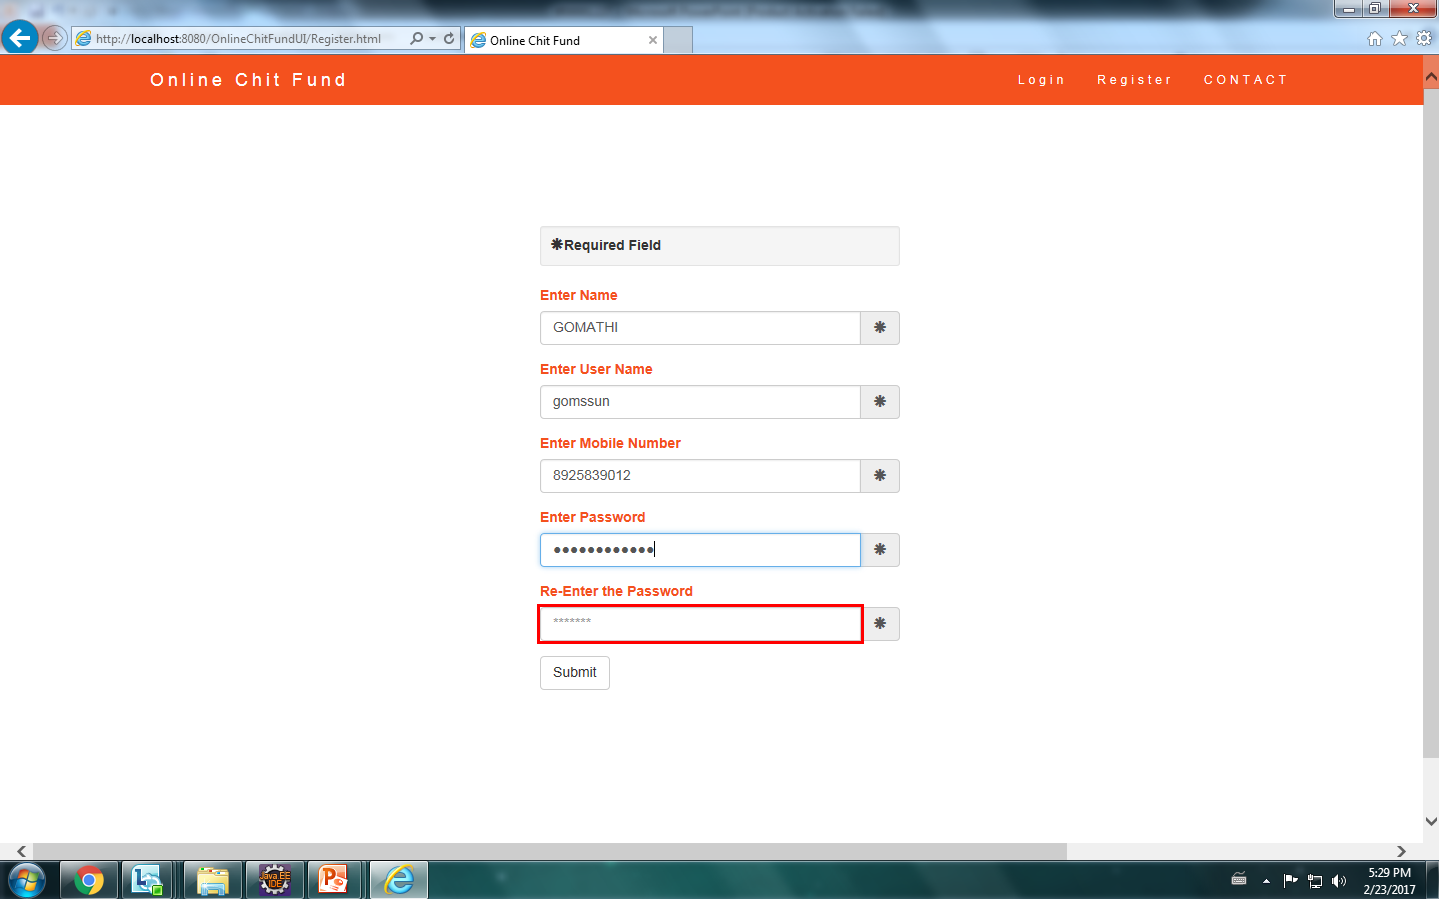 http://localhost:8080/OnlineChitFundUI/Register.html
Online Chit Fund
Online Chit Fund
Login
Register
CONTACT
✱Required Field
Enter Name
GOMATHI
✱
Enter User Name
gomssun
✱
Enter Mobile Number
8925839012
✱
Enter Password
●●●●●●●●●●●●
✱
Re-Enter the Password
*******
✱
Submit
Java EE
IDE
5:29 PM
2/23/2017